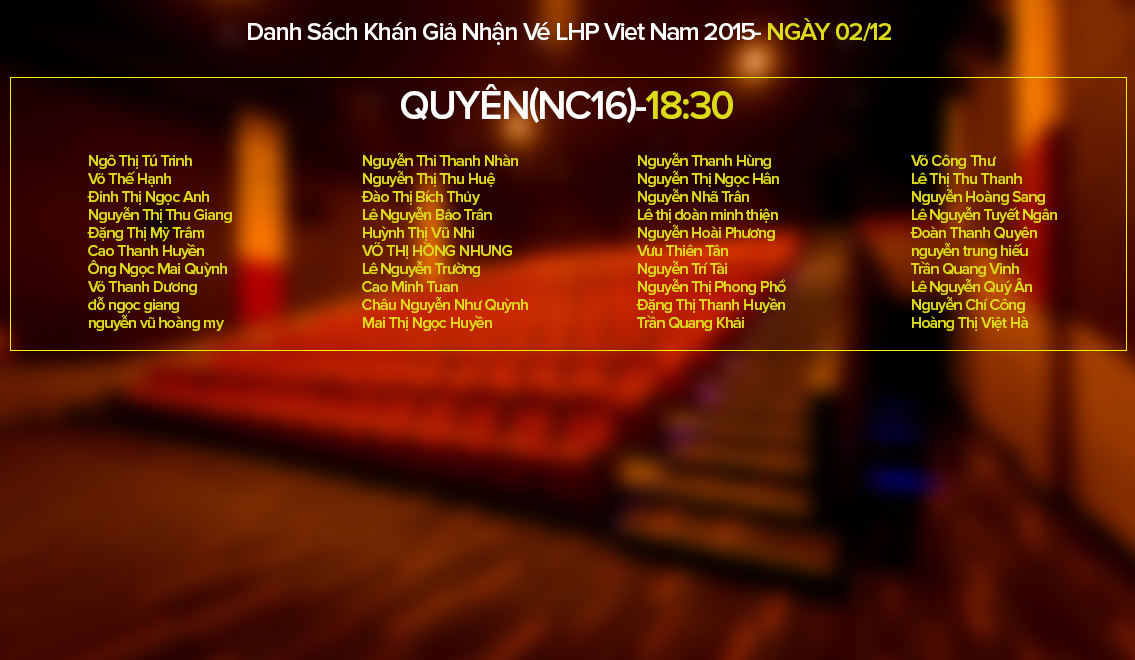 Danh Sách Khán Giả Nhận Vé LHP Viet Nam 2015- NGÀY 02/12
QUYÊN(NC16)-18:30
Ngô Thị Tú Trinh
Võ Thế Hạnh
Đinh Thị Ngọc Anh
Nguyễn Thị Thu Giang
Đặng Thị Mỹ Trâm
Cao Thanh Huyền
Ông Ngọc Mai Quỳnh
Võ Thanh Dương
dỗ ngọc giang
nguyễn vũ hoàng my
Nguyễn Thi Thanh Nhàn
Nguyễn Thị Thu Huệ
Đào Thị Bích Thủy
Lê Nguyễn Bảo Trân
Huỳnh Thị Vũ Nhi
VÕ THỊ HỒNG NHUNG
Lê Nguyễn Trường
Cao Minh Tuan
Châu Nguyễn Như Quỳnh
Mai Thị Ngọc Huyền
Nguyễn Thanh Hùng
Nguyễn Thị Ngọc Hân
Nguyễn Nhã Trân
Lê thị đoàn minh thiện
Nguyễn Hoài Phương
Vưu Thiên Tân
Nguyễn Trí Tài
Nguyễn Thị Phong Phổ
Đặng Thị Thanh Huyền
Trần Quang Khải
Võ Công Thư
Lê Thị Thu Thanh
Nguyễn Hoàng Sang
Lê Nguyễn Tuyết Ngân
Đoàn Thanh Quyên
nguyễn trung hiếu
Trần Quang Vinh
Lê Nguyễn Quý Ân
Nguyễn Chí Công
Hoàng Thị Việt Hà